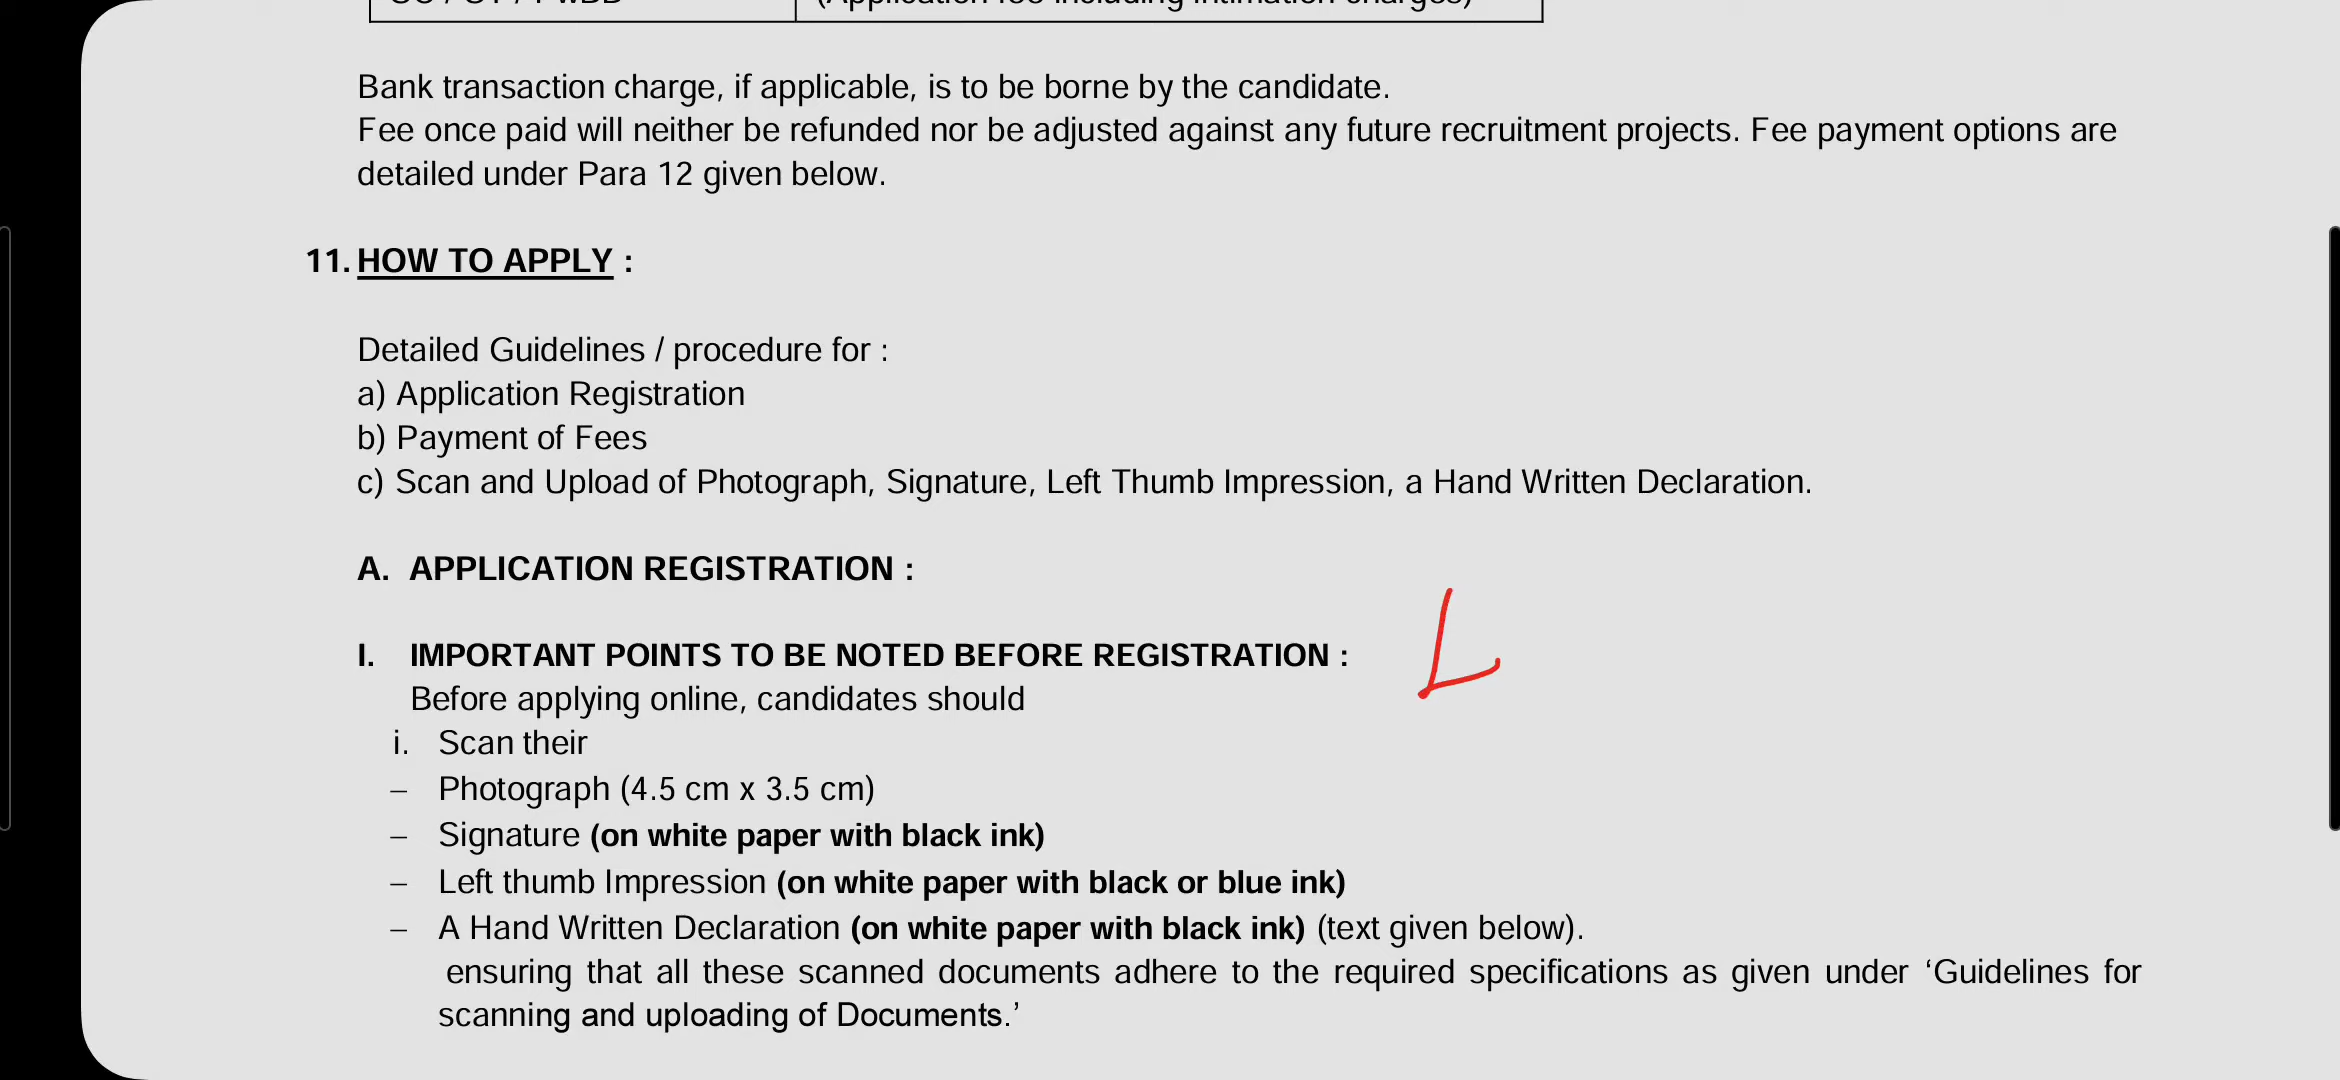 (Application fee including intimation charges)
Bank transaction charge, if applicable, is to be borne by the candidate.
Fee once paid will neither be refunded nor be adjusted against any future recruitment projects. Fee payment options are
detailed under Para 12 given below.
11. HOW TO APPLY :
Detailed Guidelines / procedure for :
a) Application Registration
b) Payment of Fees
c) Scan and Upload of Photograph, Signature, Left Thumb Impression, a Hand Written Declaration.
A. APPLICATION REGISTRATION :
I. IMPORTANT POINTS TO BE NOTED BEFORE REGISTRATION :
Before applying online, candidates should
i. Scan their
– Photograph (4.5 cm x 3.5 cm)
– Signature (on white paper with black ink)
– Left thumb Impression (on white paper with black or blue ink)
– A Hand Written Declaration (on white paper with black ink) (text given below).
ensuring that all these scanned documents adhere to the required specifications as given under ‘Guidelines for
scanning and uploading of Documents.’